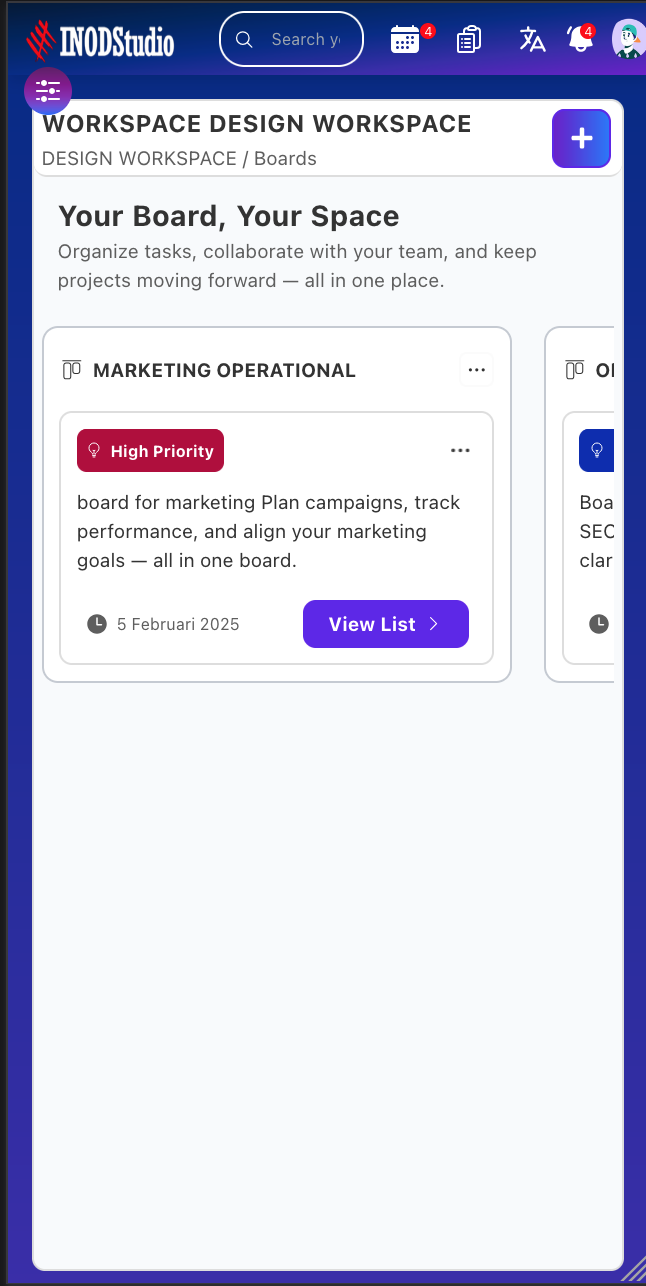 INODStudio
Search y
4
4
WORKSPACE DESIGN WORKSPACE
DESIGN WORKSPACE / Boards
Your Board, Your Space
Organize tasks, collaborate with your team, and keep
projects moving forward — all in one place.
MARKETING OPERATIONAL
High Priority
board for marketing Plan campaigns, track
performance, and align your marketing
goals — all in one board.
5 Februari 2025
View List
Boa
SEC
clar